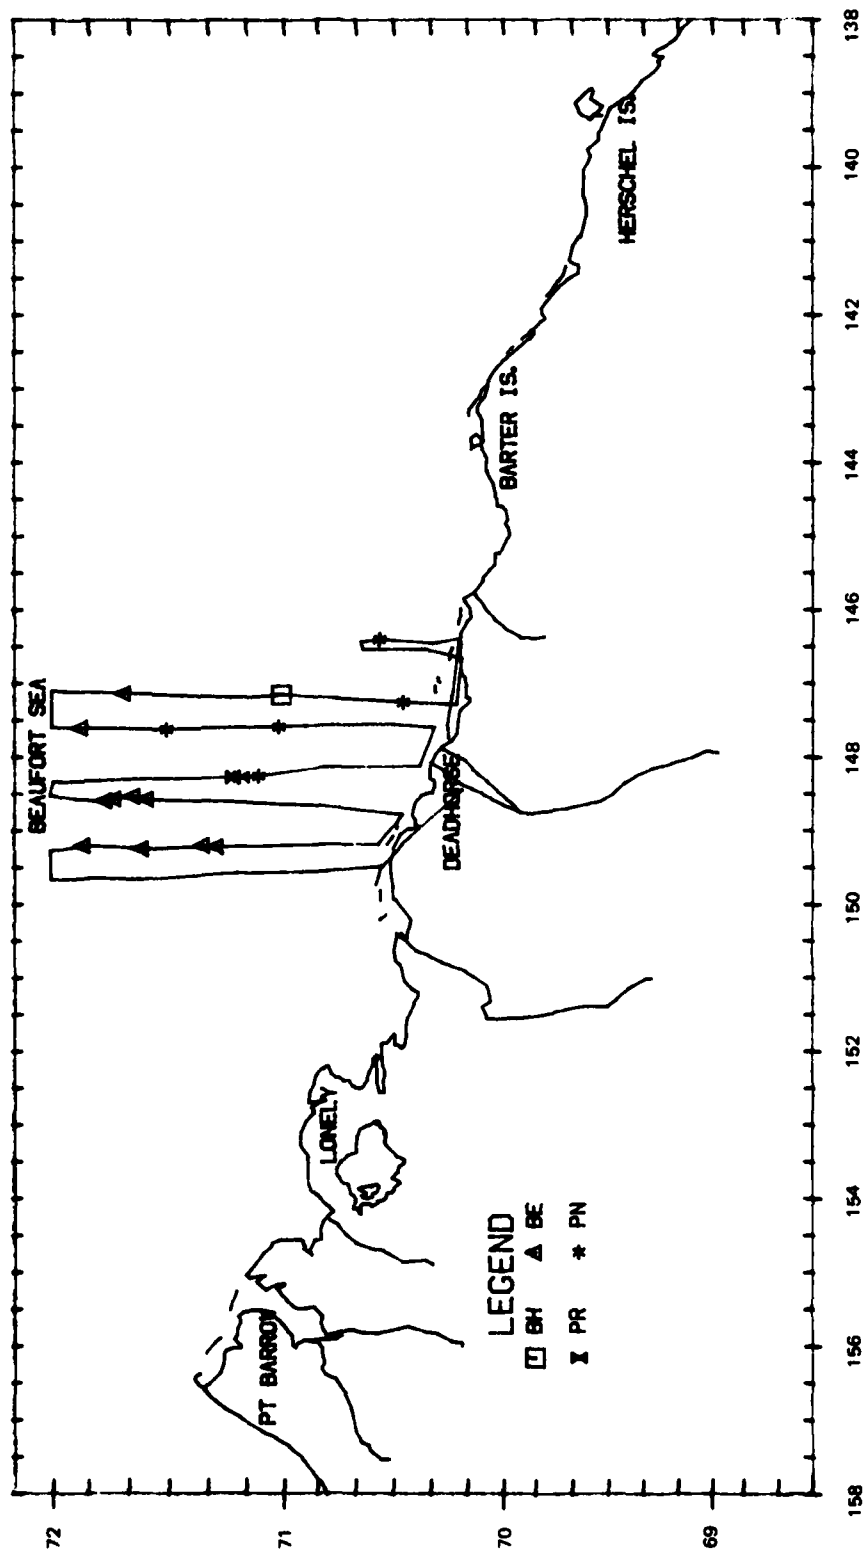 BEAUFORT SEA
PT BARROW
LONELY
DEADHORSE
BARTER IS.
HERSCHEL IS.
LEGEND
BH BE
PR PN
72
71
70
69
158 156 154 152 150 148 146 144 142 140 138